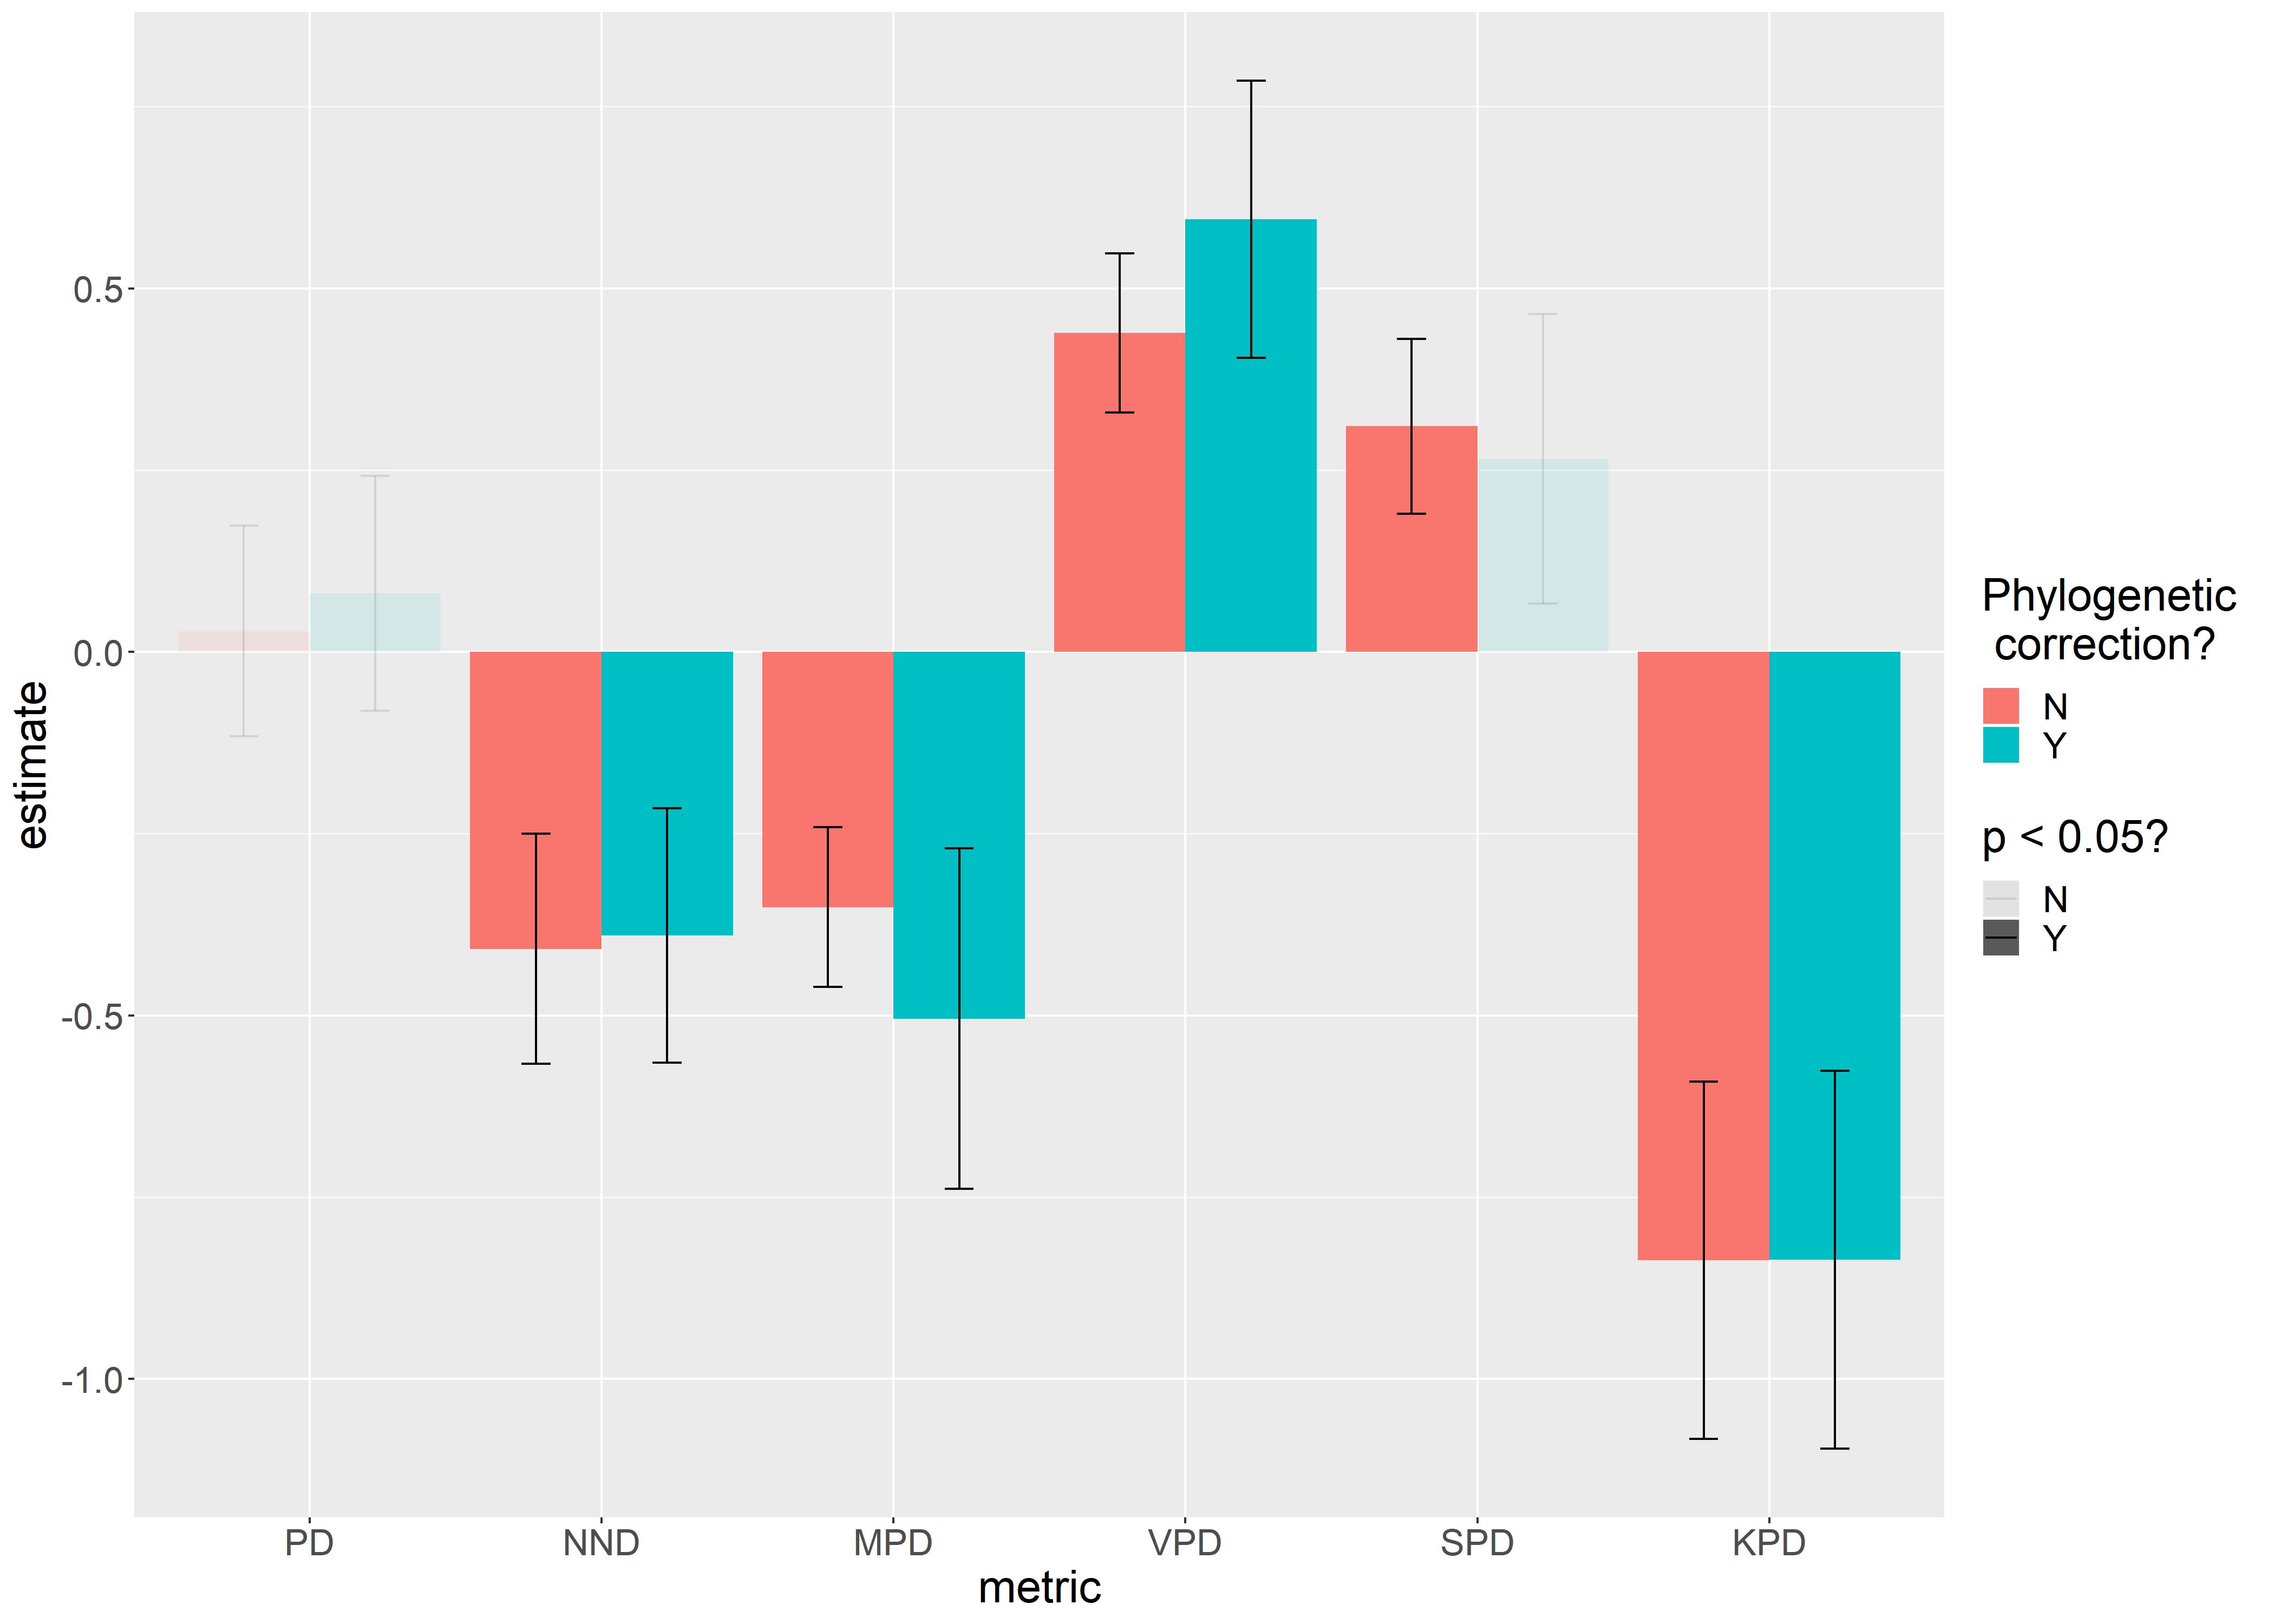 0.5
0.0
-0.5
-1.0
estimate
PD NND MPD VPD SPD KPD
metric
Phylogenetic
correction?
N
Y
p < 0.05?
N
Y